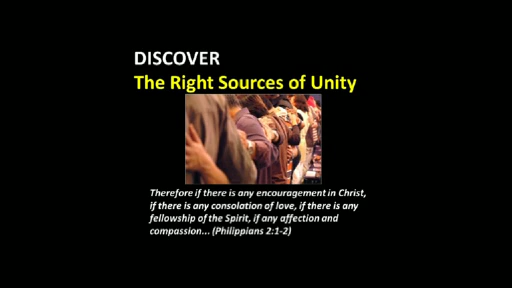 DISCOVER
The Right Sources of Unity
Therefore if there is any encouragement in Christ,
if there is any consolation of love, if there is any
fellowship of the Spirit, if any affection and
compassion... (Philippians 2:1-2)